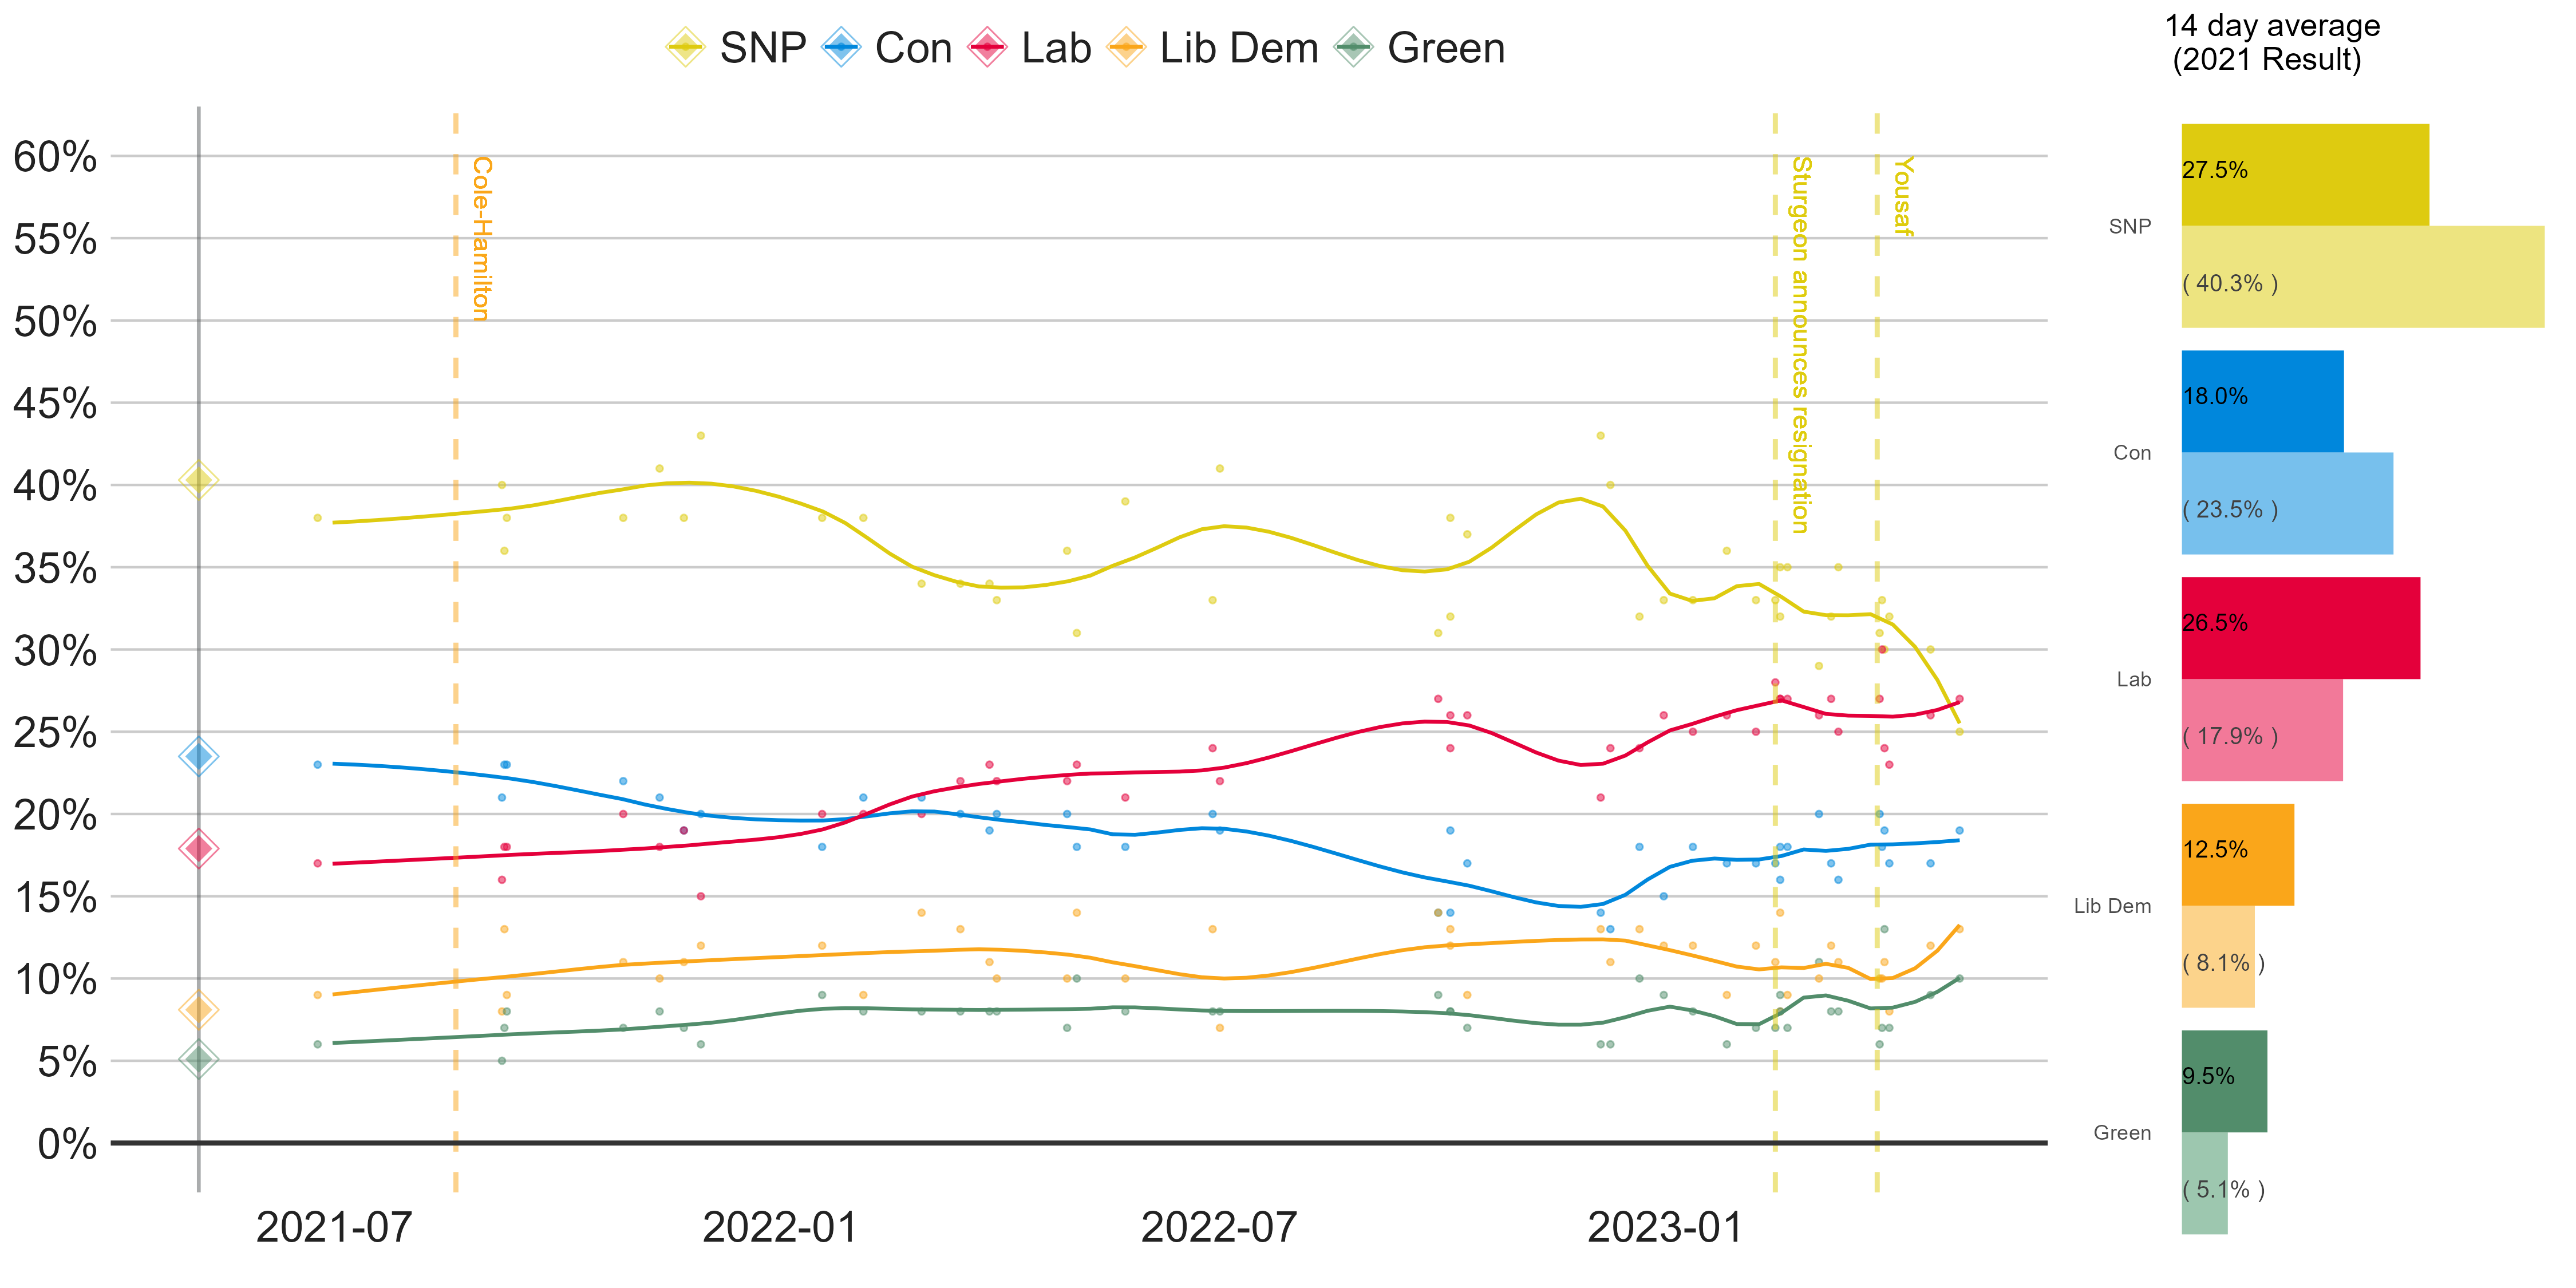 SNP Con Lab Lib Dem Green
14 day average
(2021 Result)
60%
55%
50%
45%
40%
35%
30%
25%
20%
15%
10%
5%
0%
Cole-Hamilton
Sturgeon announces resignation
Yousaf
2021-07 2022-01 2022-07 2023-01
SNP
27.5%
( 40.3% )
Con
18.0%
( 23.5% )
Lab
26.5%
( 17.9% )
Lib Dem
12.5%
( 8.1% )
Green
9.5%
( 5.1% )